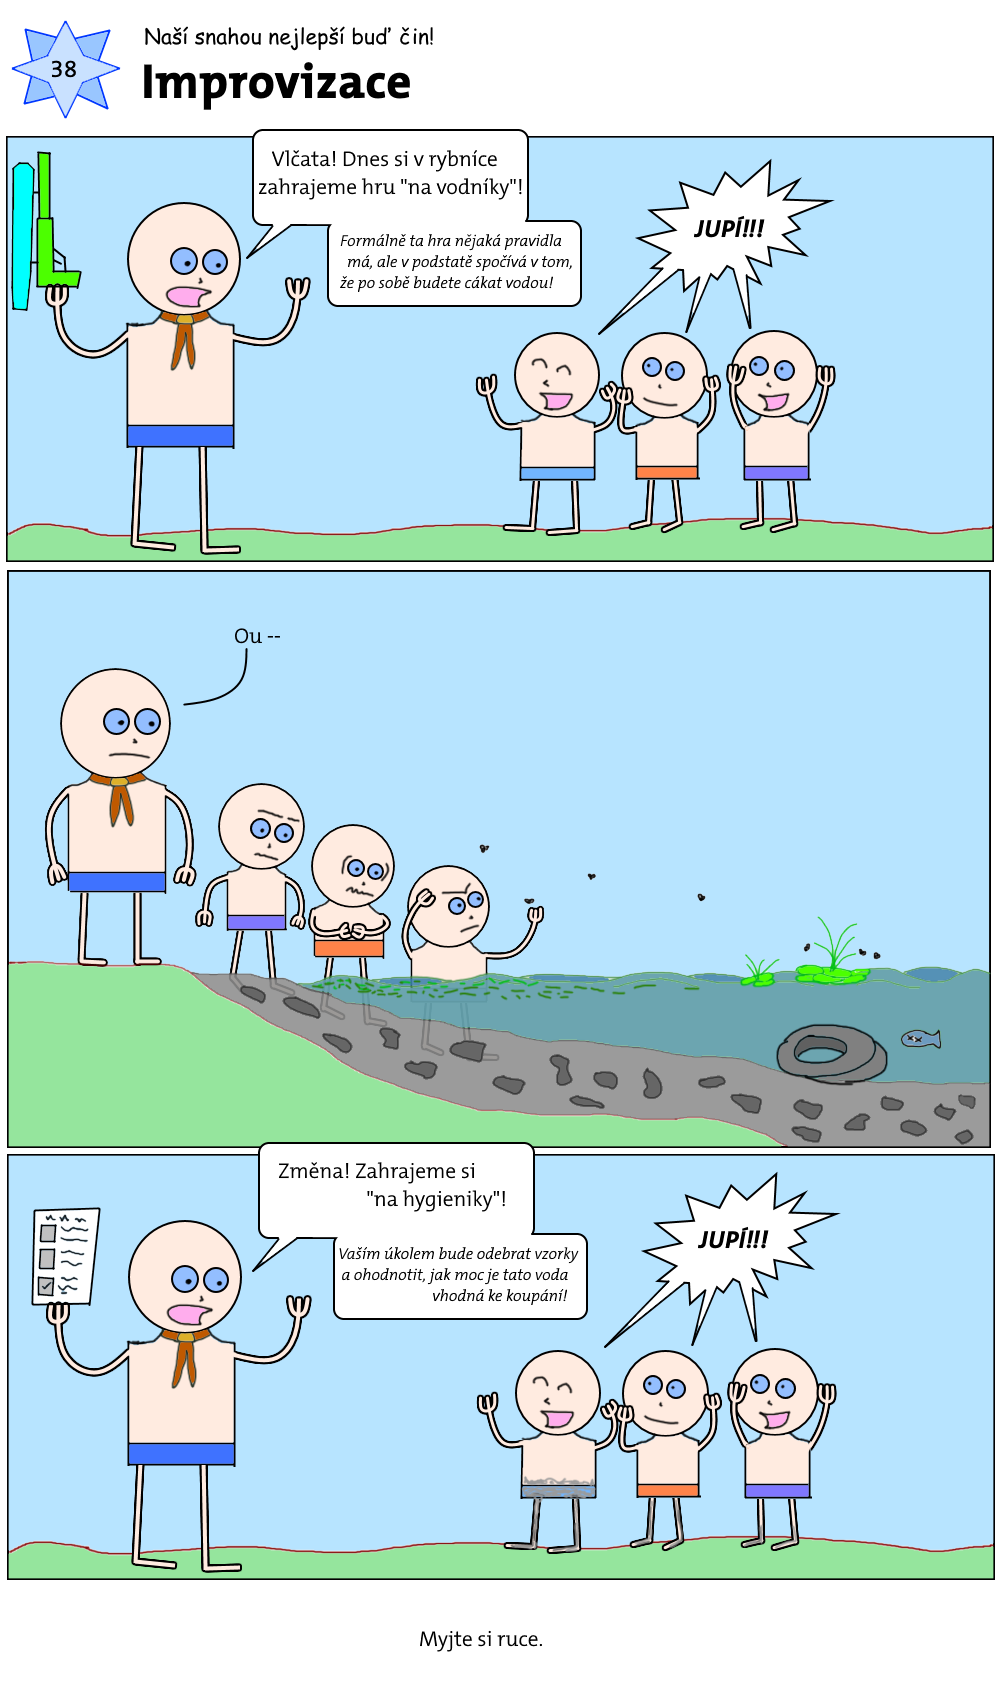 Naší snahou nejlepší buď čin!
38
Improvizace
Vlčata! Dnes si v rybníce
zahrajeme hru "na vodníky"!
Formálně ta hra nějaká pravidla
má, ale v podstatě spočívá v tom,
že po sobě budete cákat vodou!
JUPÍ!!!
Ou --
Změna! Zahrajeme si
"na hygieniky"!
Vaším úkolem bude odebrat vzorky
a ohodnotit, jak moc je tato voda
vhodná ke koupání!
JUPÍ!!!
Myjte si ruce.